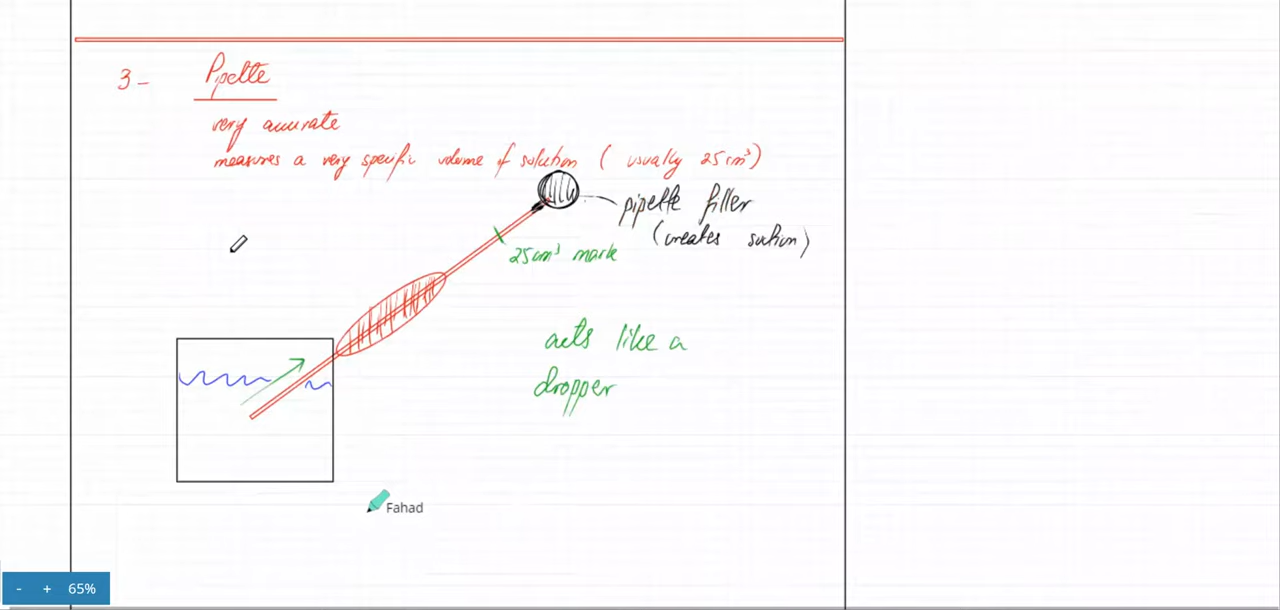 3- Pipette
very accurate
measures a very specific volume of solution ( usually 25cm³)
pipette filler
(creates suction)
25cm³ mark
acts like a
dropper
Fahad
- + 65%